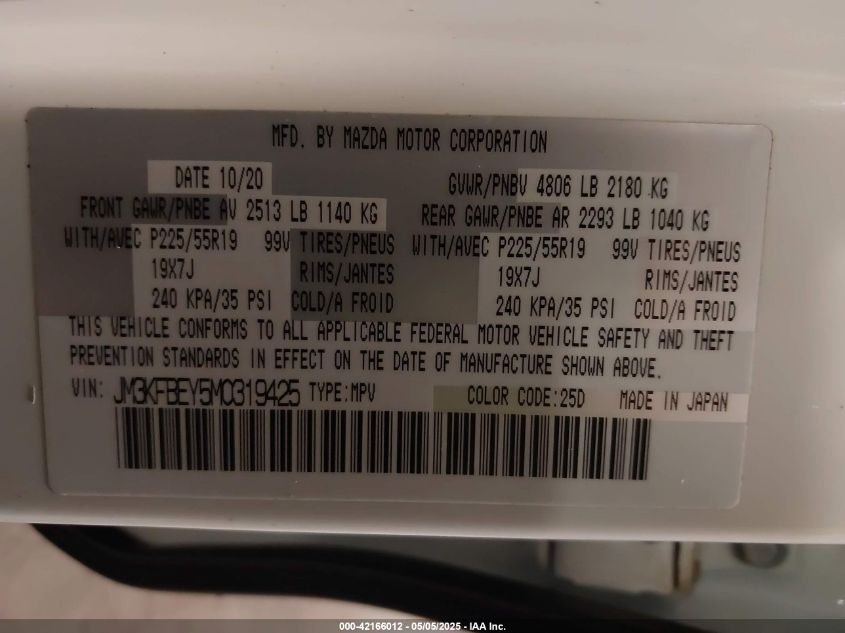 MFD. BY MAZDA MOTOR CORPORATION
DATE 10/20 GVWR/PNBV 4806 LB 2180 KG
FRONT GAWR/PNBE AV 2513 LB 1140 KG REAR GAWR/PNBE AR 2293 LB 1040 KG
WITH/AVEC P225/55R19 99V TIRES/PNEUS WITH/AVEC P225/55R19 99V TIRES/PNEUS
19X7J RIMS/JANTES 19X7J RIMS/JANTES
240 KPA/35 PSI COLD/A FROID 240 KPA/35 PSI COLD/A FROID
THIS VEHICLE CONFORMS TO ALL APPLICABLE FEDERAL MOTOR VEHICLE SAFETY AND THEFT
PREVENTION STANDARDS IN EFFECT ON THE DATE OF MANUFACTURE SHOWN ABOVE.
VIN: JM3KFBEY5M0319425 TYPE:MPV COLOR CODE:25D MADE IN JAPAN
000-42166012 - 05/05/2025 - IAA Inc.